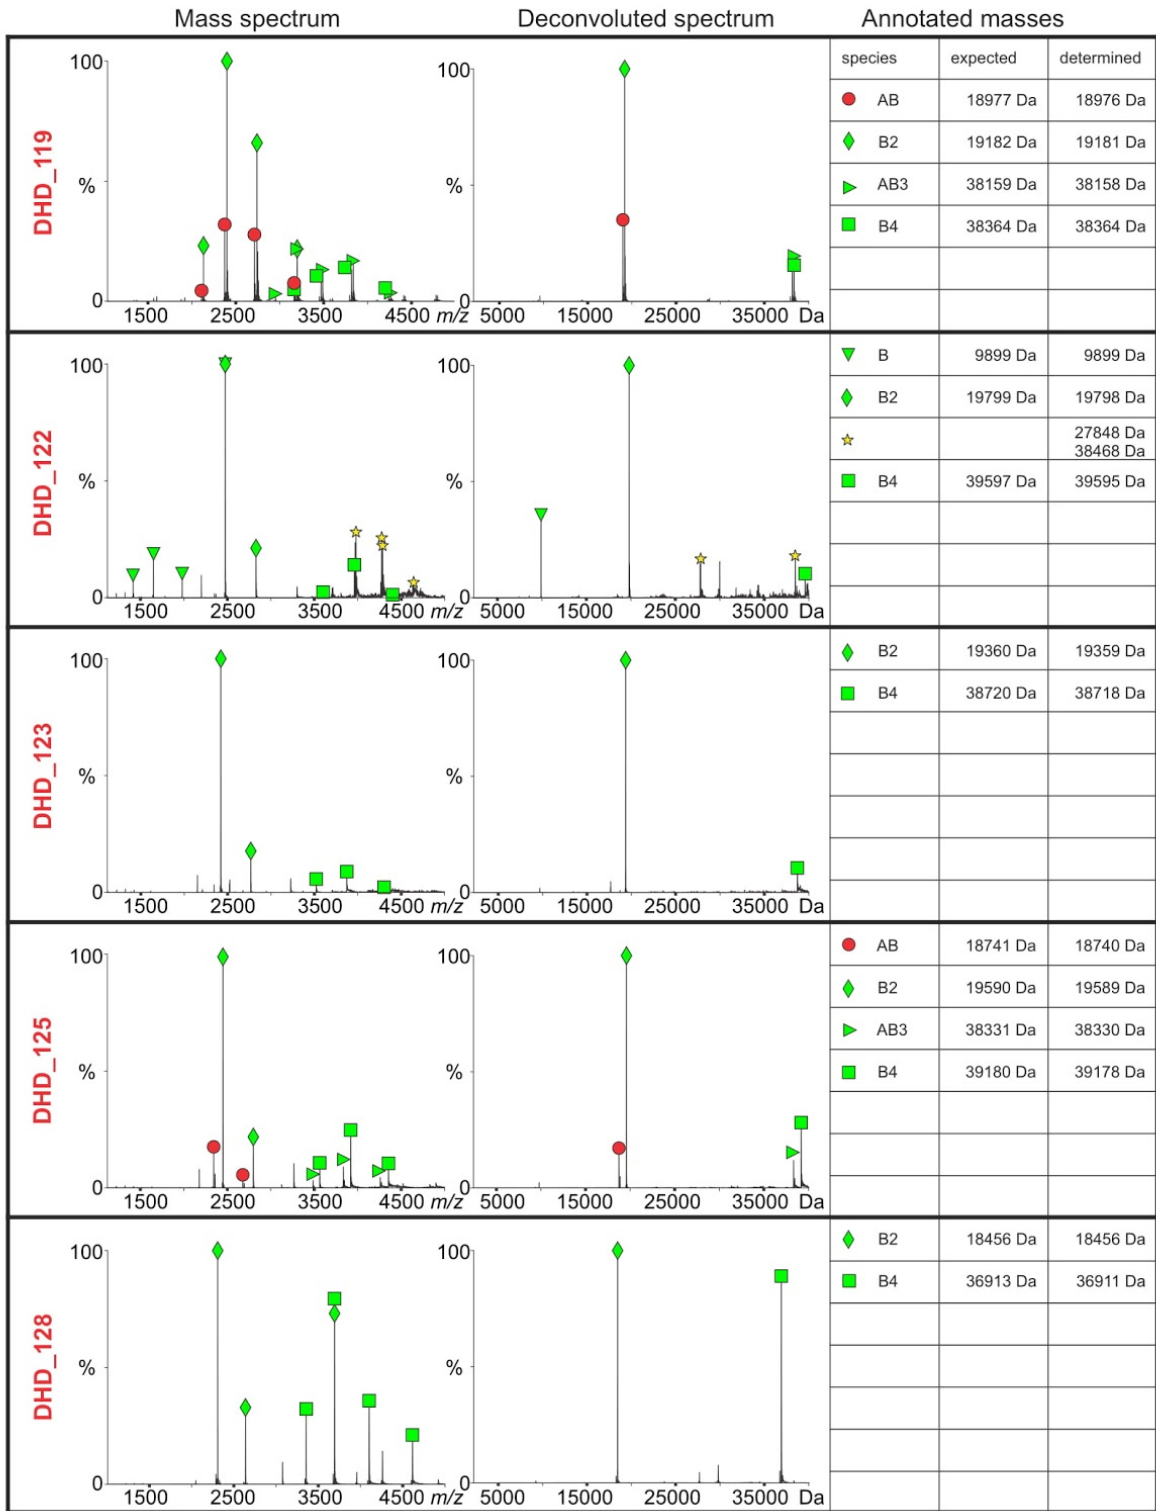 Mass spectrum Deconvoluted spectrum Annotated masses
DHD_119
100
%
0
1500 2500 3500 4500 m/z
100
%
0
5000 15000 25000 35000 Da
species expected determined
AB 18977 Da 18976 Da
B2 19182 Da 19181 Da
AB3 38159 Da 38158 Da
B4 38364 Da 38364 Da
DHD_122
100
%
0
1500 2500 3500 4500 m/z
100
%
0
5000 15000 25000 35000 Da
B 9899 Da 9899 Da
B2 19799 Da 19798 Da
27848 Da
38468 Da
B4 39597 Da 39595 Da
DHD_123
100
%
0
1500 2500 3500 4500 m/z
100
%
0
5000 15000 25000 35000 Da
B2 19360 Da 19359 Da
B4 38720 Da 38718 Da
DHD_125
100
%
0
1500 2500 3500 4500 m/z
100
%
0
5000 15000 25000 35000 Da
AB 18741 Da 18740 Da
B2 19590 Da 19589 Da
AB3 38331 Da 38330 Da
B4 39180 Da 39178 Da
DHD_128
100
%
0
1500 2500 3500 4500 m/z
100
%
0
5000 15000 25000 35000 Da
B2 18456 Da 18456 Da
B4 36913 Da 36911 Da